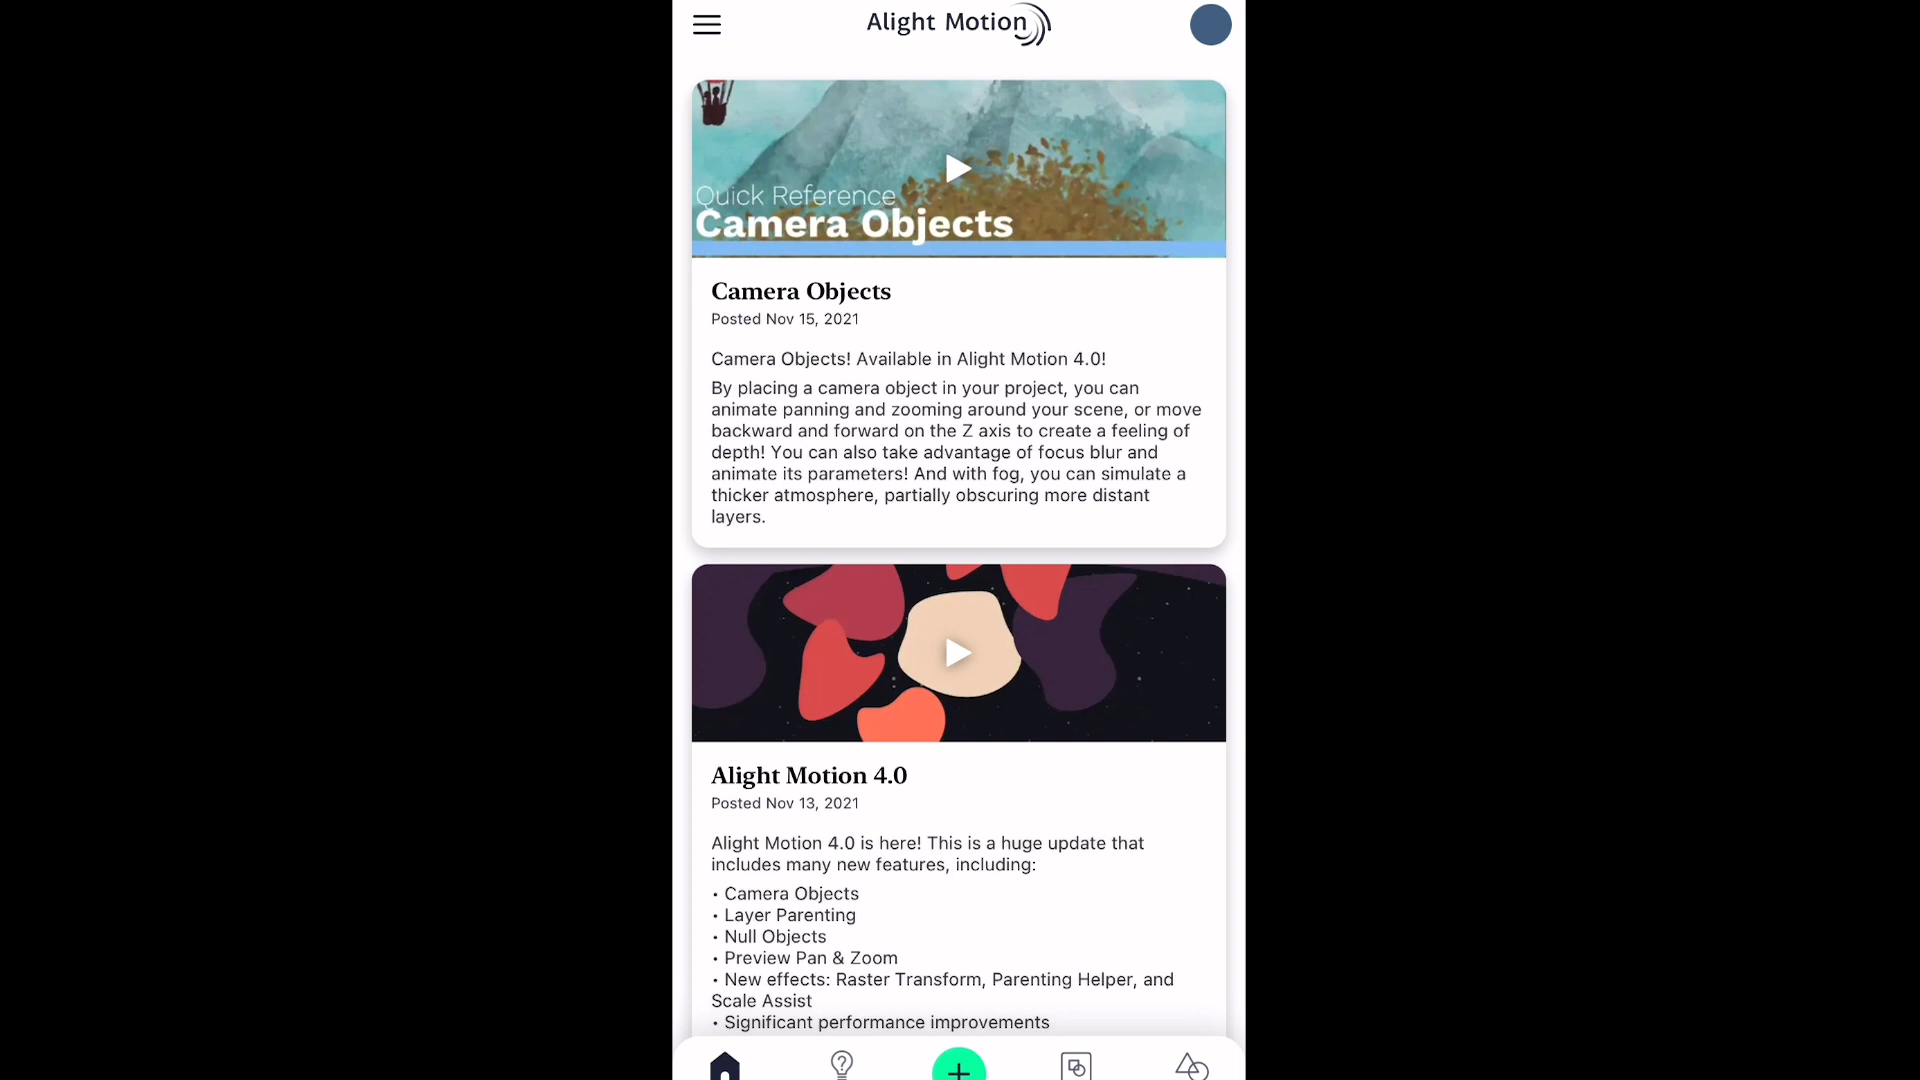 Alight Motion
Quick Reference
Camera Objects
Camera Objects
Posted Nov 15, 2021
Camera Objects! Available in Alight Motion 4.0!
By placing a camera object in your project, you can
animate panning and zooming around your scene, or move
backward and forward on the Z axis to create a feeling of
depth! You can also take advantage of focus blur and
animate its parameters! And with fog, you can simulate a
thicker atmosphere, partially obscuring more distant
layers.
Alight Motion 4.0
Posted Nov 13, 2021
Alight Motion 4.0 is here! This is a huge update that
includes many new features, including:
• Camera Objects
• Layer Parenting
• Null Objects
• Preview Pan & Zoom
• New effects: Raster Transform, Parenting Helper, and
Scale Assist
• Significant performance improvements